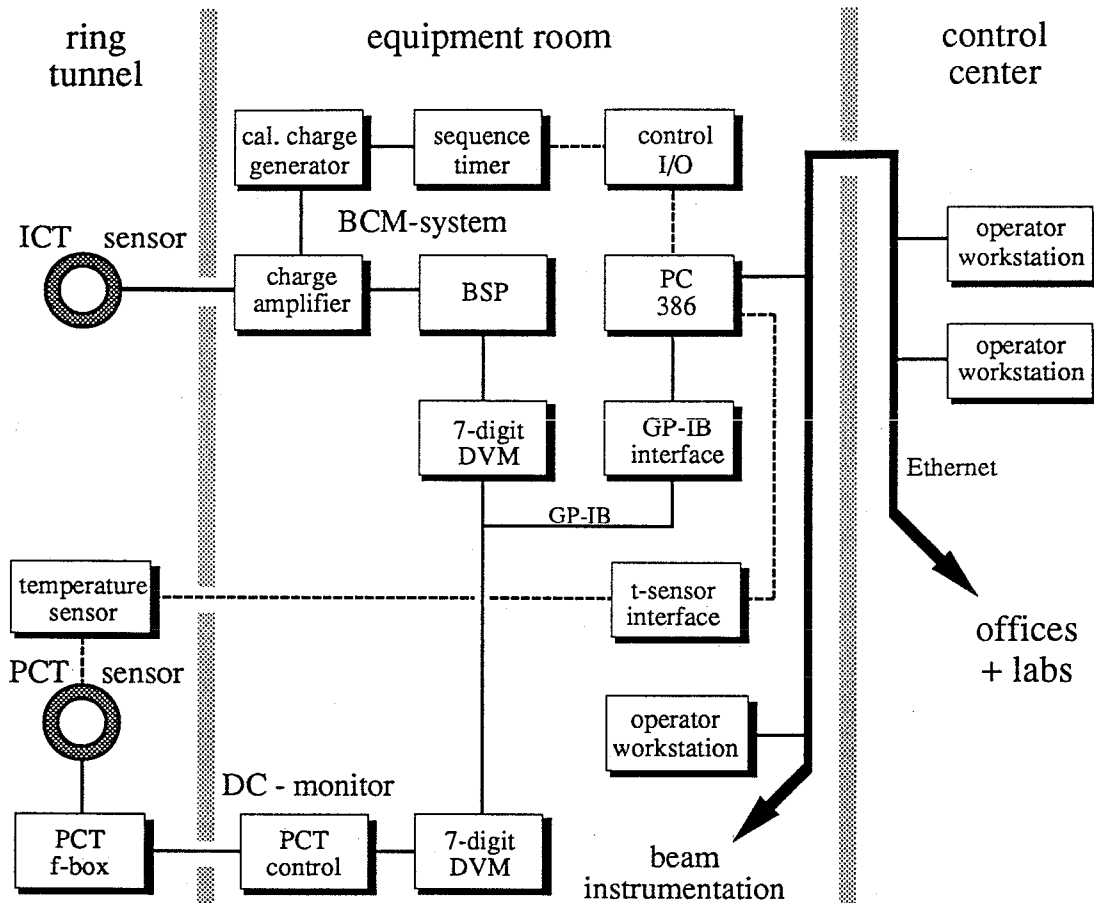 ring
tunnel
equipment room
control
center
cal. charge
generator
sequence
timer
control
I/O
BCM-system
ICT sensor
charge
amplifier
BSP
PC
386
operator
workstation
operator
workstation
7-digit
DVM
GP-IB
interface
Ethernet
GP-IB
temperature
sensor
t-sensor
interface
offices
+ labs
PCT sensor
operator
workstation
DC - monitor
PCT
f-box
PCT
control
7-digit
DVM
beam
instrumentation